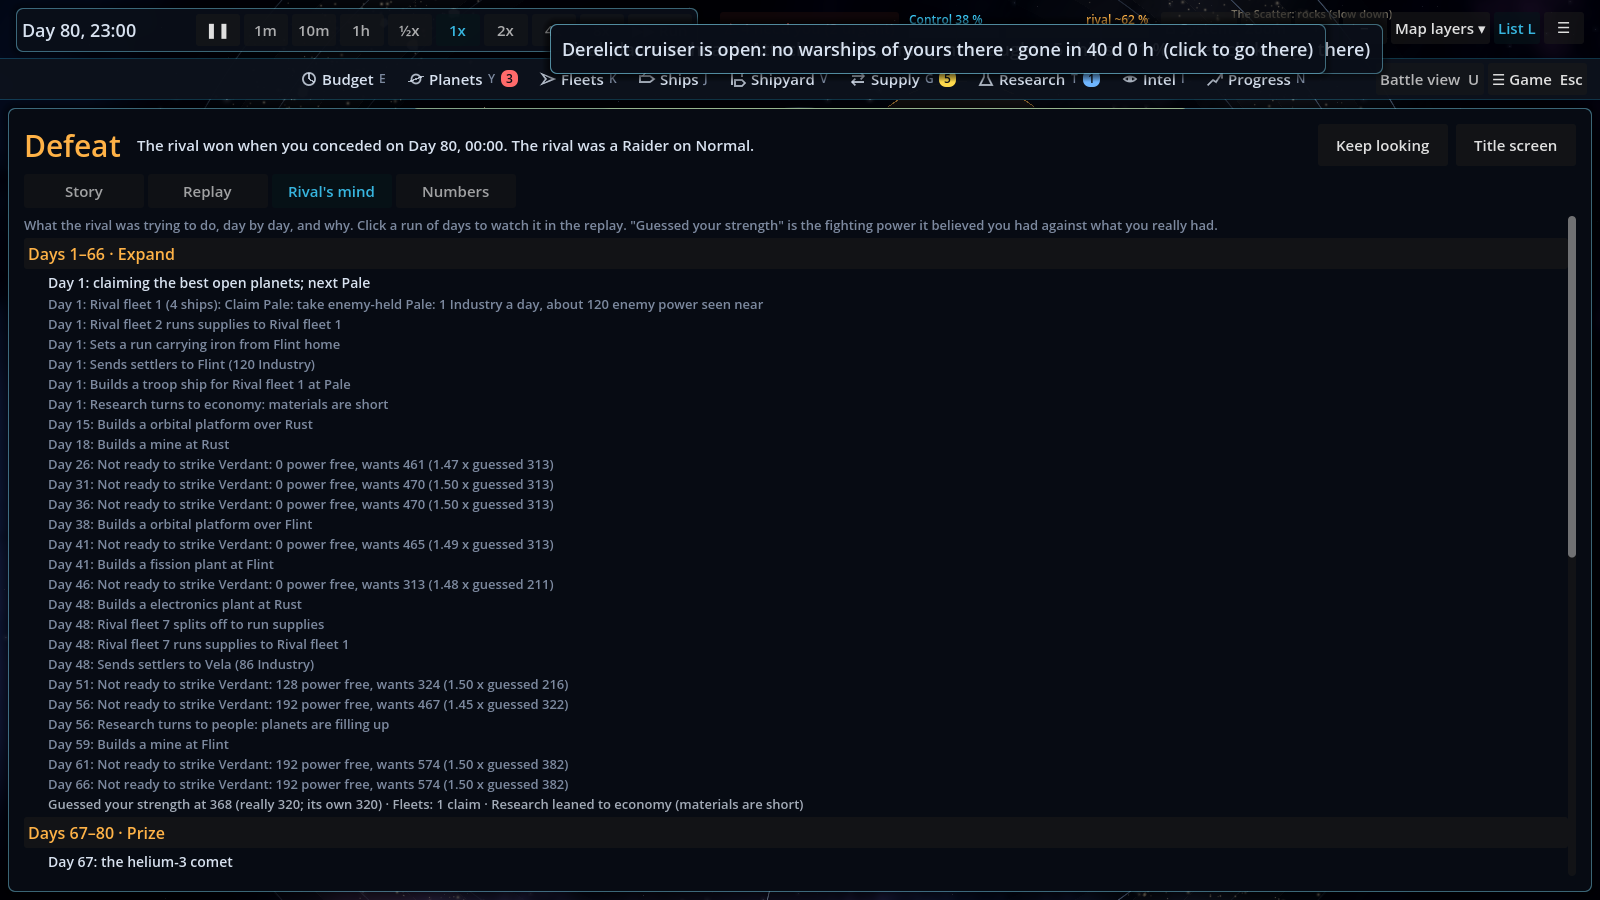 Day 80, 23:00
1m 10m 1h ½x 1x 2x
Control 38 % rival ~62 % The Scatter: rocks (slow down)
Map layers ▾ List L ☰
Derelict cruiser is open: no warships of yours there · gone in 40 d 0 h (click to go there) here)
Budget E Planets Y 3 Fleets K Ships J Shipyard V Supply G 5 Research T 1 Intel I Progress N Battle view U ☰ Game Esc
Defeat The rival won when you conceded on Day 80, 00:00. The rival was a Raider on Normal. Keep looking Title screen
Story Replay Rival's mind Numbers
What the rival was trying to do, day by day, and why. Click a run of days to watch it in the replay. "Guessed your strength" is the fighting power it believed you had against what you really had.
Days 1–66 · Expand
Day 1: claiming the best open planets; next Pale
Day 1: Rival fleet 1 (4 ships): Claim Pale: take enemy-held Pale: 1 Industry a day, about 120 enemy power seen near
Day 1: Rival fleet 2 runs supplies to Rival fleet 1
Day 1: Sets a run carrying iron from Flint home
Day 1: Sends settlers to Flint (120 Industry)
Day 1: Builds a troop ship for Rival fleet 1 at Pale
Day 1: Research turns to economy: materials are short
Day 15: Builds a orbital platform over Rust
Day 18: Builds a mine at Rust
Day 26: Not ready to strike Verdant: 0 power free, wants 461 (1.47 x guessed 313)
Day 31: Not ready to strike Verdant: 0 power free, wants 470 (1.50 x guessed 313)
Day 36: Not ready to strike Verdant: 0 power free, wants 470 (1.50 x guessed 313)
Day 38: Builds a orbital platform over Flint
Day 41: Not ready to strike Verdant: 0 power free, wants 465 (1.49 x guessed 313)
Day 41: Builds a fission plant at Flint
Day 46: Not ready to strike Verdant: 0 power free, wants 313 (1.48 x guessed 211)
Day 48: Builds a electronics plant at Rust
Day 48: Rival fleet 7 splits off to run supplies
Day 48: Rival fleet 7 runs supplies to Rival fleet 1
Day 48: Sends settlers to Vela (86 Industry)
Day 51: Not ready to strike Verdant: 128 power free, wants 324 (1.50 x guessed 216)
Day 56: Not ready to strike Verdant: 192 power free, wants 467 (1.45 x guessed 322)
Day 56: Research turns to people: planets are filling up
Day 59: Builds a mine at Flint
Day 61: Not ready to strike Verdant: 192 power free, wants 574 (1.50 x guessed 382)
Day 66: Not ready to strike Verdant: 192 power free, wants 574 (1.50 x guessed 382)
Guessed your strength at 368 (really 320; its own 320) · Fleets: 1 claim · Research leaned to economy (materials are short)
Days 67–80 · Prize
Day 67: the helium-3 comet